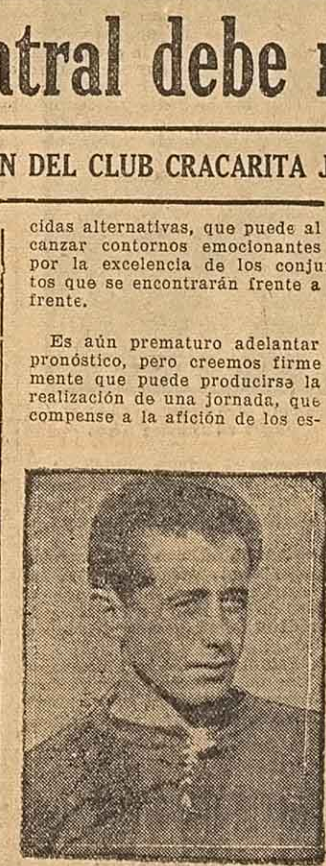 tral debe
N DEL CLUB CRACARITA J
cidas alternativas, que puede al
canzar contornos emocionantes
por la excelencia de los conju
tos que se encontrarán frente a
frente.
Es aún prematuro adelantar
pronóstico, pero creemos firme
mente que puede producirse la
realización de una jornada, que
compense a la afición de los es-